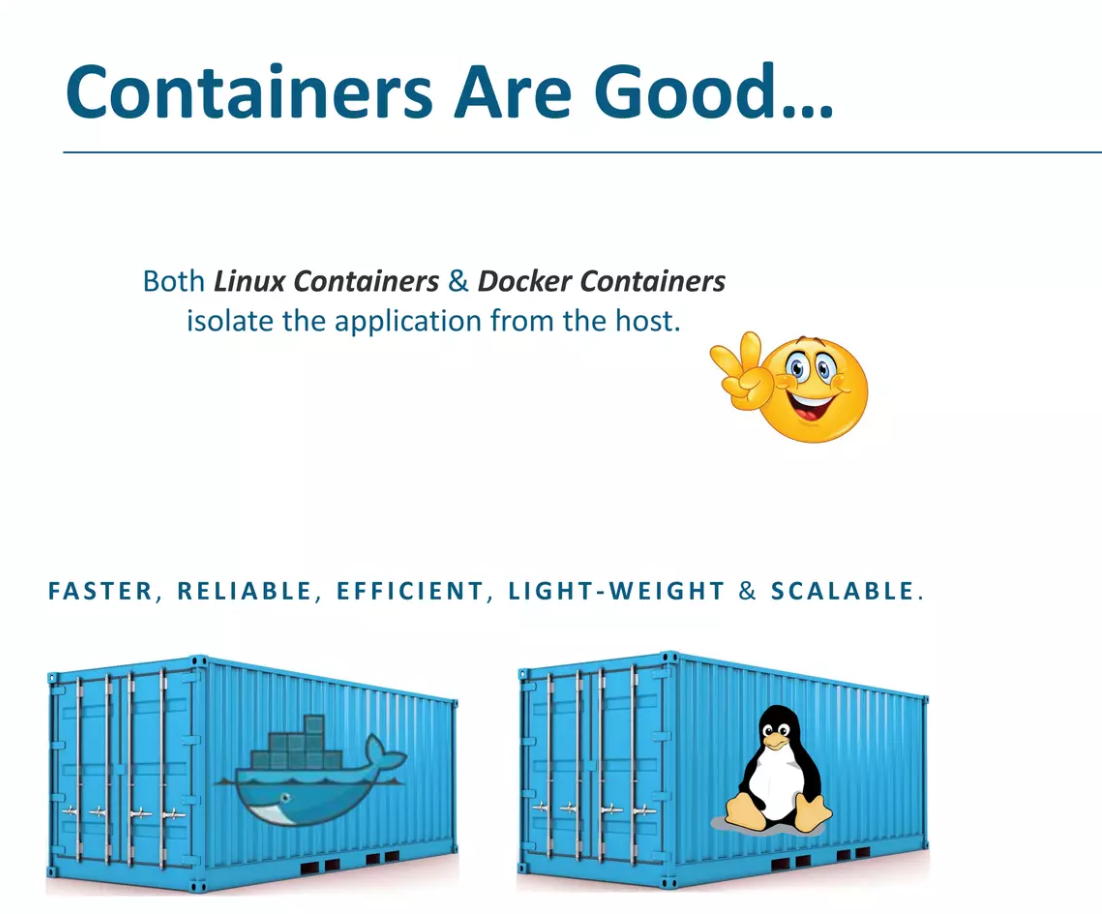 Containers Are Good...
Both Linux Containers & Docker Containers
isolate the application from the host.
FASTER, RELIABLE, EFFICIENT, LIGHT-WEIGHT & SCALABLE.